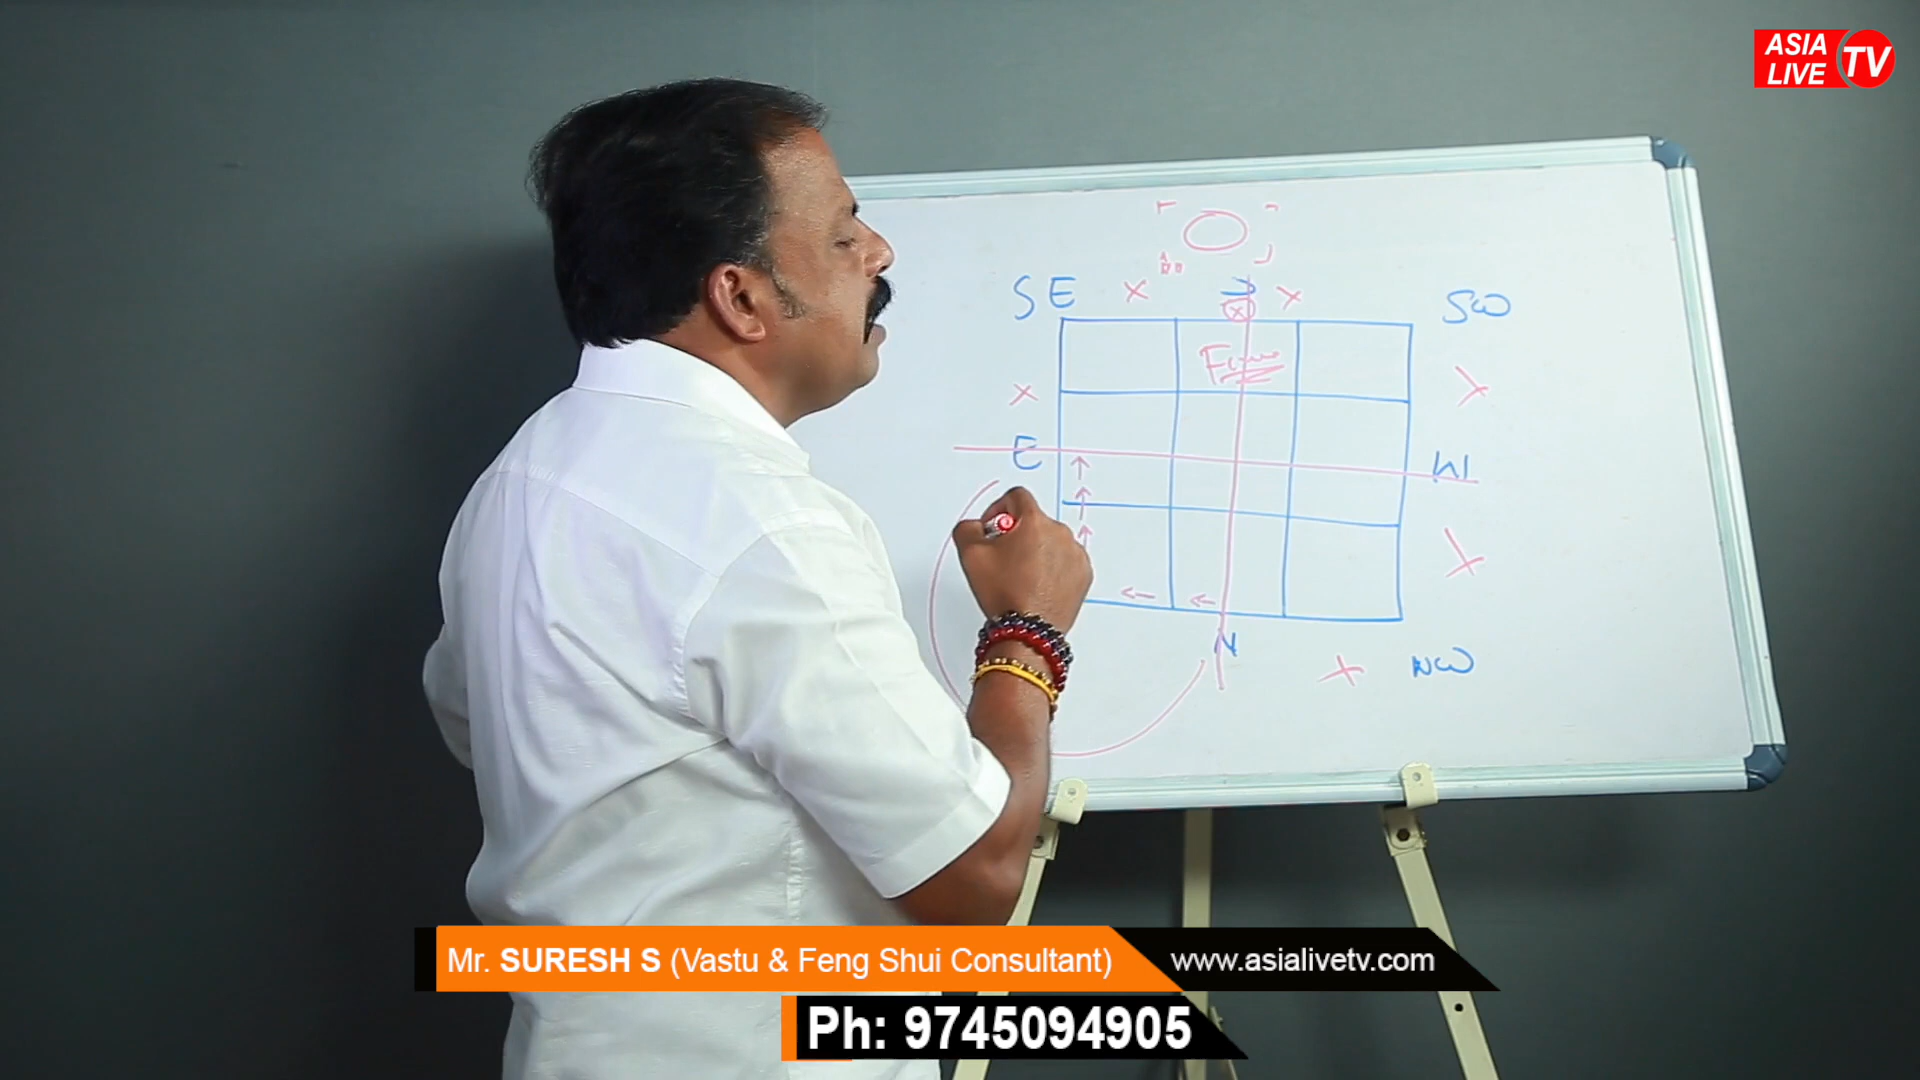 ASIA
LIVE TV
SE
SW
E
W
N
NW
Mr. SURESH S (Vastu & Feng Shui Consultant)
www.asialivetv.com
Ph: 9745094905